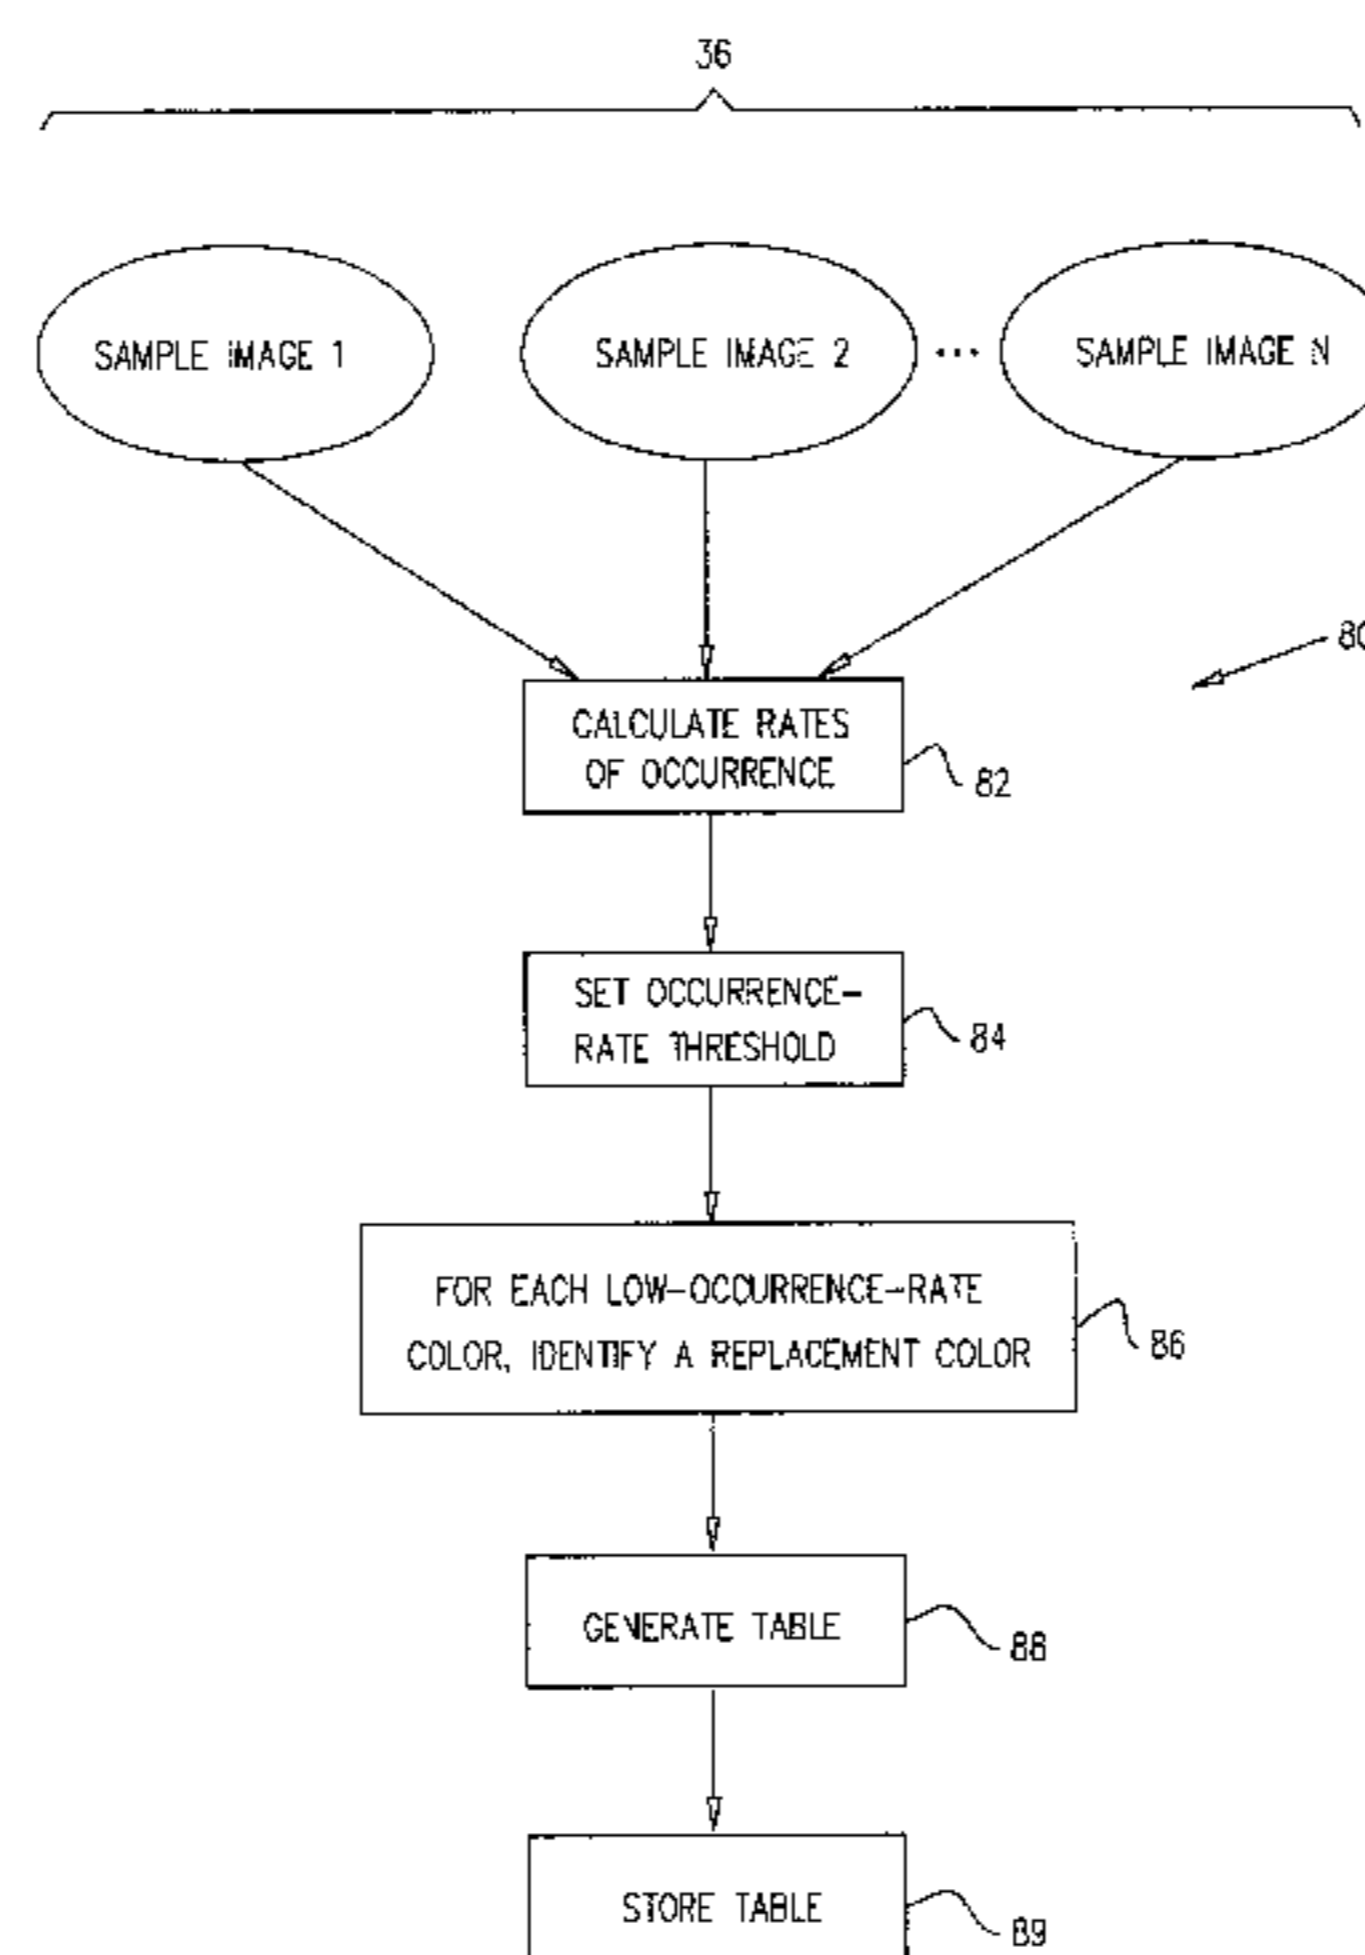 36
SAMPLE IMAGE 1
SAMPLE IMAGE 2
...
SAMPLE IMAGE N
80
CALCULATE RATES
OF OCCURRENCE
82
SET OCCURRENCE-
RATE THRESHOLD
84
FOR EACH LOW-OCCURRENCE-RATE
COLOR, IDENTIFY A REPLACEMENT COLOR
86
GENERATE TABLE
88
STORE TABLE
89